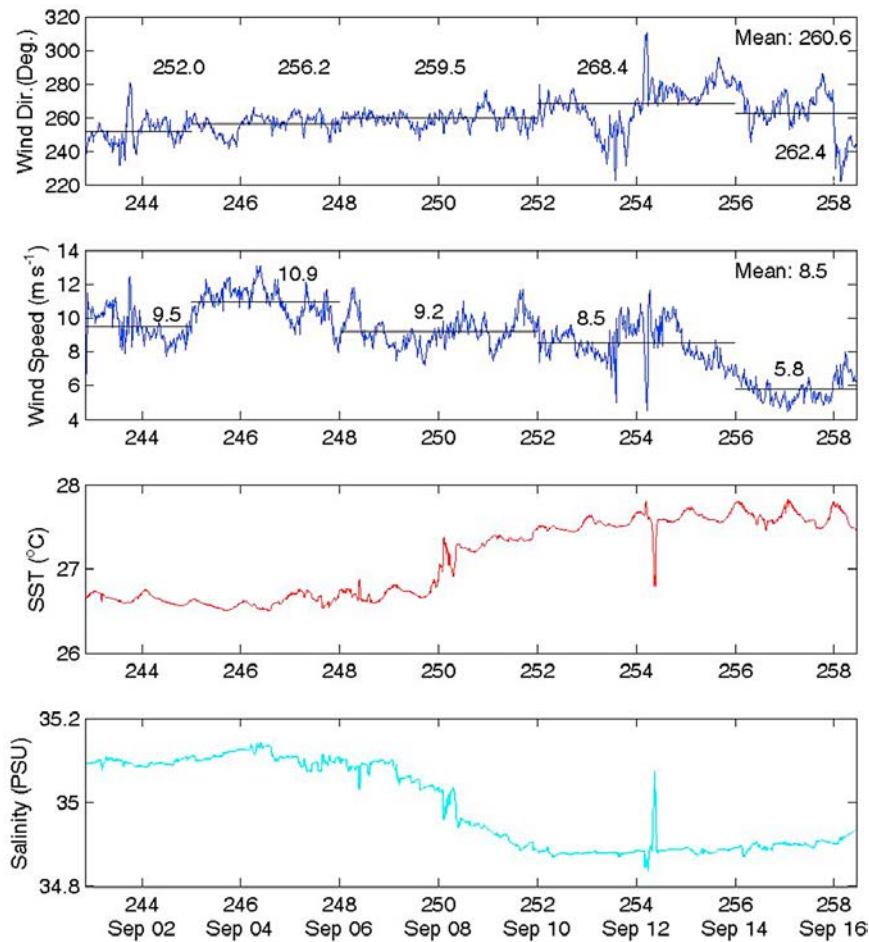 320
300
280
260
240
220
Wind Dir.(Deg.)
252.0
256.2
259.5
268.4
Mean: 260.6
262.4
244 246 248 250 252 254 256 258
14
12
10
8
6
4
Wind Speed (m s⁻¹)
9.5
10.9
9.2
8.5
Mean: 8.5
5.8
244 246 248 250 252 254 256 258
28
27
26
SST (°C)
244 246 248 250 252 254 256 258
35.2
35
34.8
Salinity (PSU)
244 246 248 250 252 254 256 258
Sep 02 Sep 04 Sep 06 Sep 08 Sep 10 Sep 12 Sep 14 Sep 16